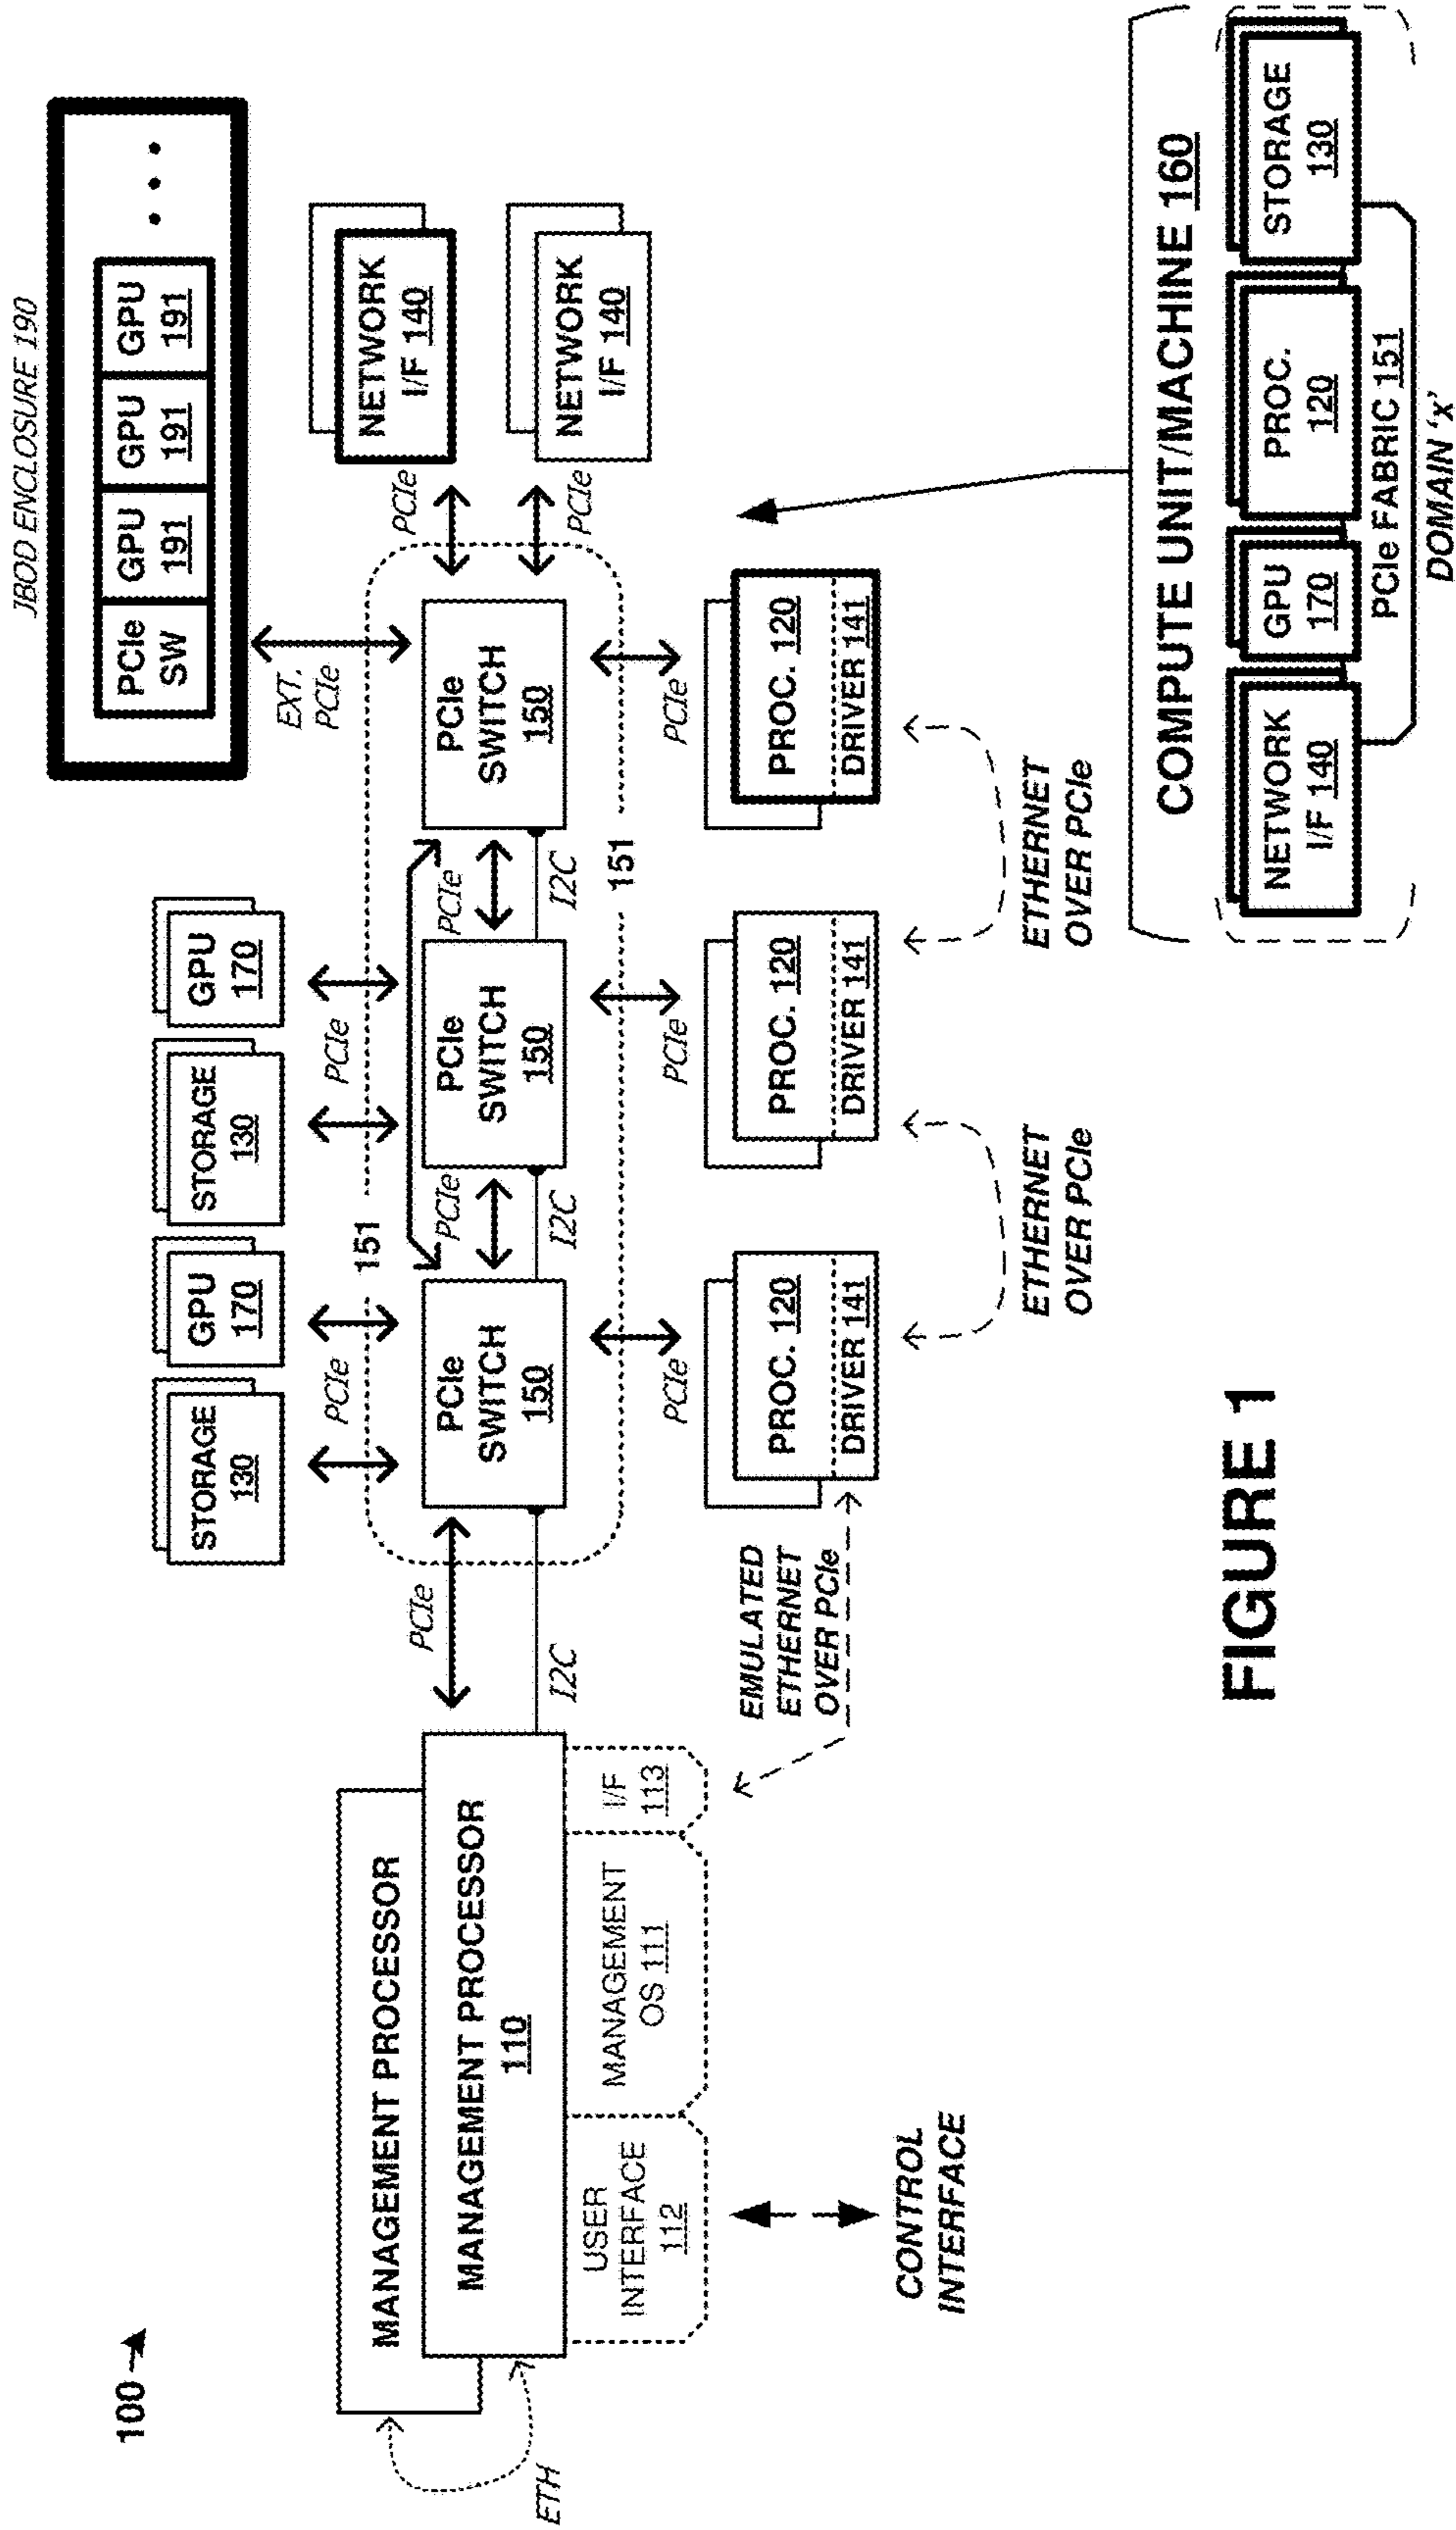 100
JBOD ENCLOSURE 190
PCIe
SW
GPU
191
GPU
191
GPU
191
• • •
STORAGE
130
GPU
170
STORAGE
130
GPU
170
EXT.
PCIe
PCIe
PCIe
151
NETWORK
I/F 140
NETWORK
I/F 140
PCIe
PCIe
MANAGEMENT PROCESSOR
MANAGEMENT PROCESSOR
110
ETH
PCIe
I2C
PCIe
SWITCH
150
PCIe
I2C
PCIe
SWITCH
150
PCIe
I2C
PCIe
SWITCH
150
151
USER
INTERFACE
112
MANAGEMENT
OS 111
I/F
113
CONTROL
INTERFACE
EMULATED
ETHERNET
OVER PCIe
PCIe
PROC. 120
DRIVER 141
PCIe
PROC. 120
DRIVER 141
PCIe
PROC. 120
DRIVER 141
ETHERNET
OVER PCIe
ETHERNET
OVER PCIe
COMPUTE UNIT/MACHINE 160
NETWORK
I/F 140
GPU
170
PROC.
120
STORAGE
130
PCIe FABRIC 151
DOMAIN 'x'
FIGURE 1